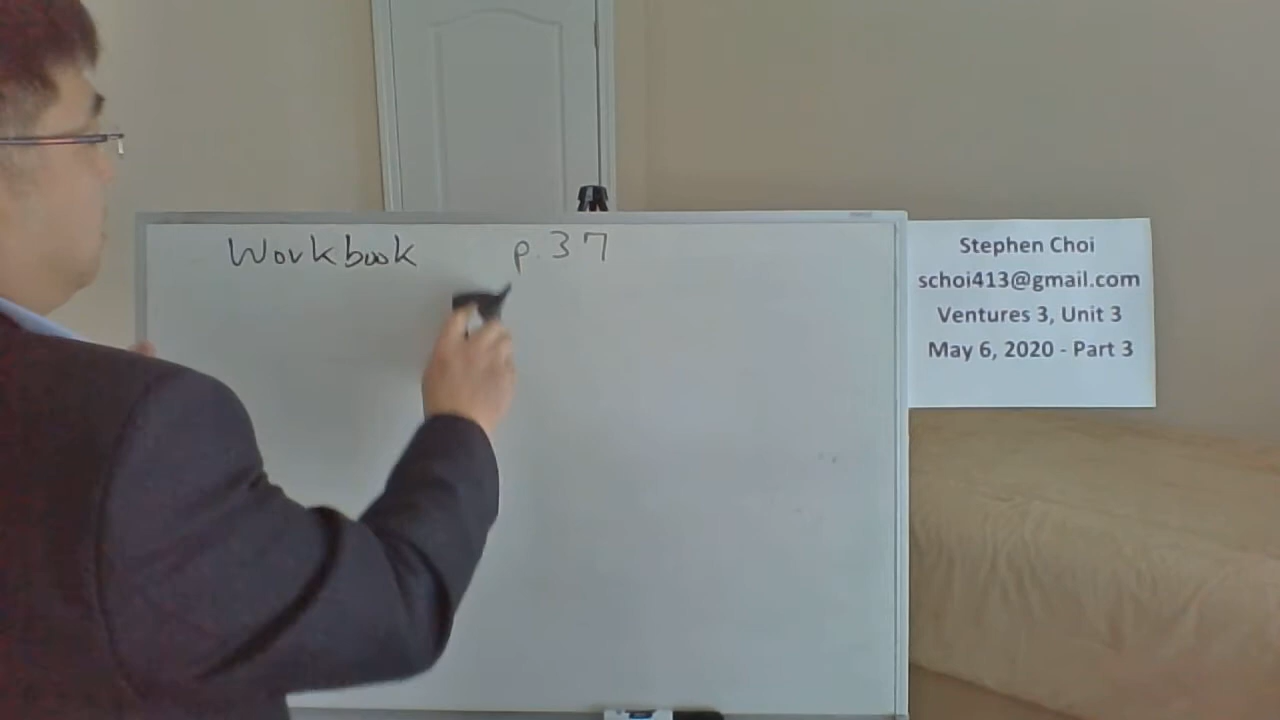 Workbook p.37
Stephen Choi
schoi413@gmail.com
Ventures 3, Unit 3
May 6, 2020 - Part 3